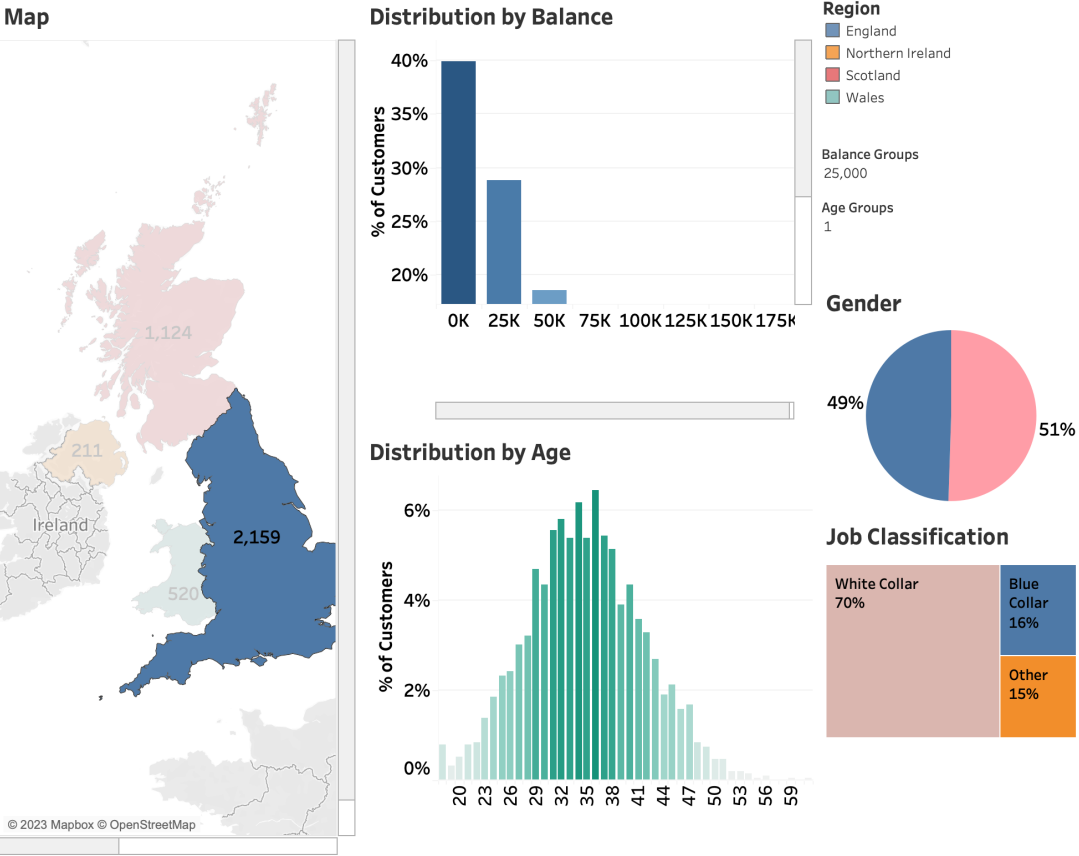 Map
1,124
211
Ireland
2,159
520
© 2023 Mapbox © OpenStreetMap
Distribution by Balance
% of Customers
40%
35%
30%
25%
20%
0K 25K 50K 75K 100K 125K 150K 175K
Distribution by Age
% of Customers
6%
4%
2%
0%
20 23 26 29 32 35 38 41 44 47 50 53 56 59
Region
England
Northern Ireland
Scotland
Wales
Balance Groups
25,000
Age Groups
1
Gender
49%
51%
Job Classification
White Collar
70%
Blue
Collar
16%
Other
15%